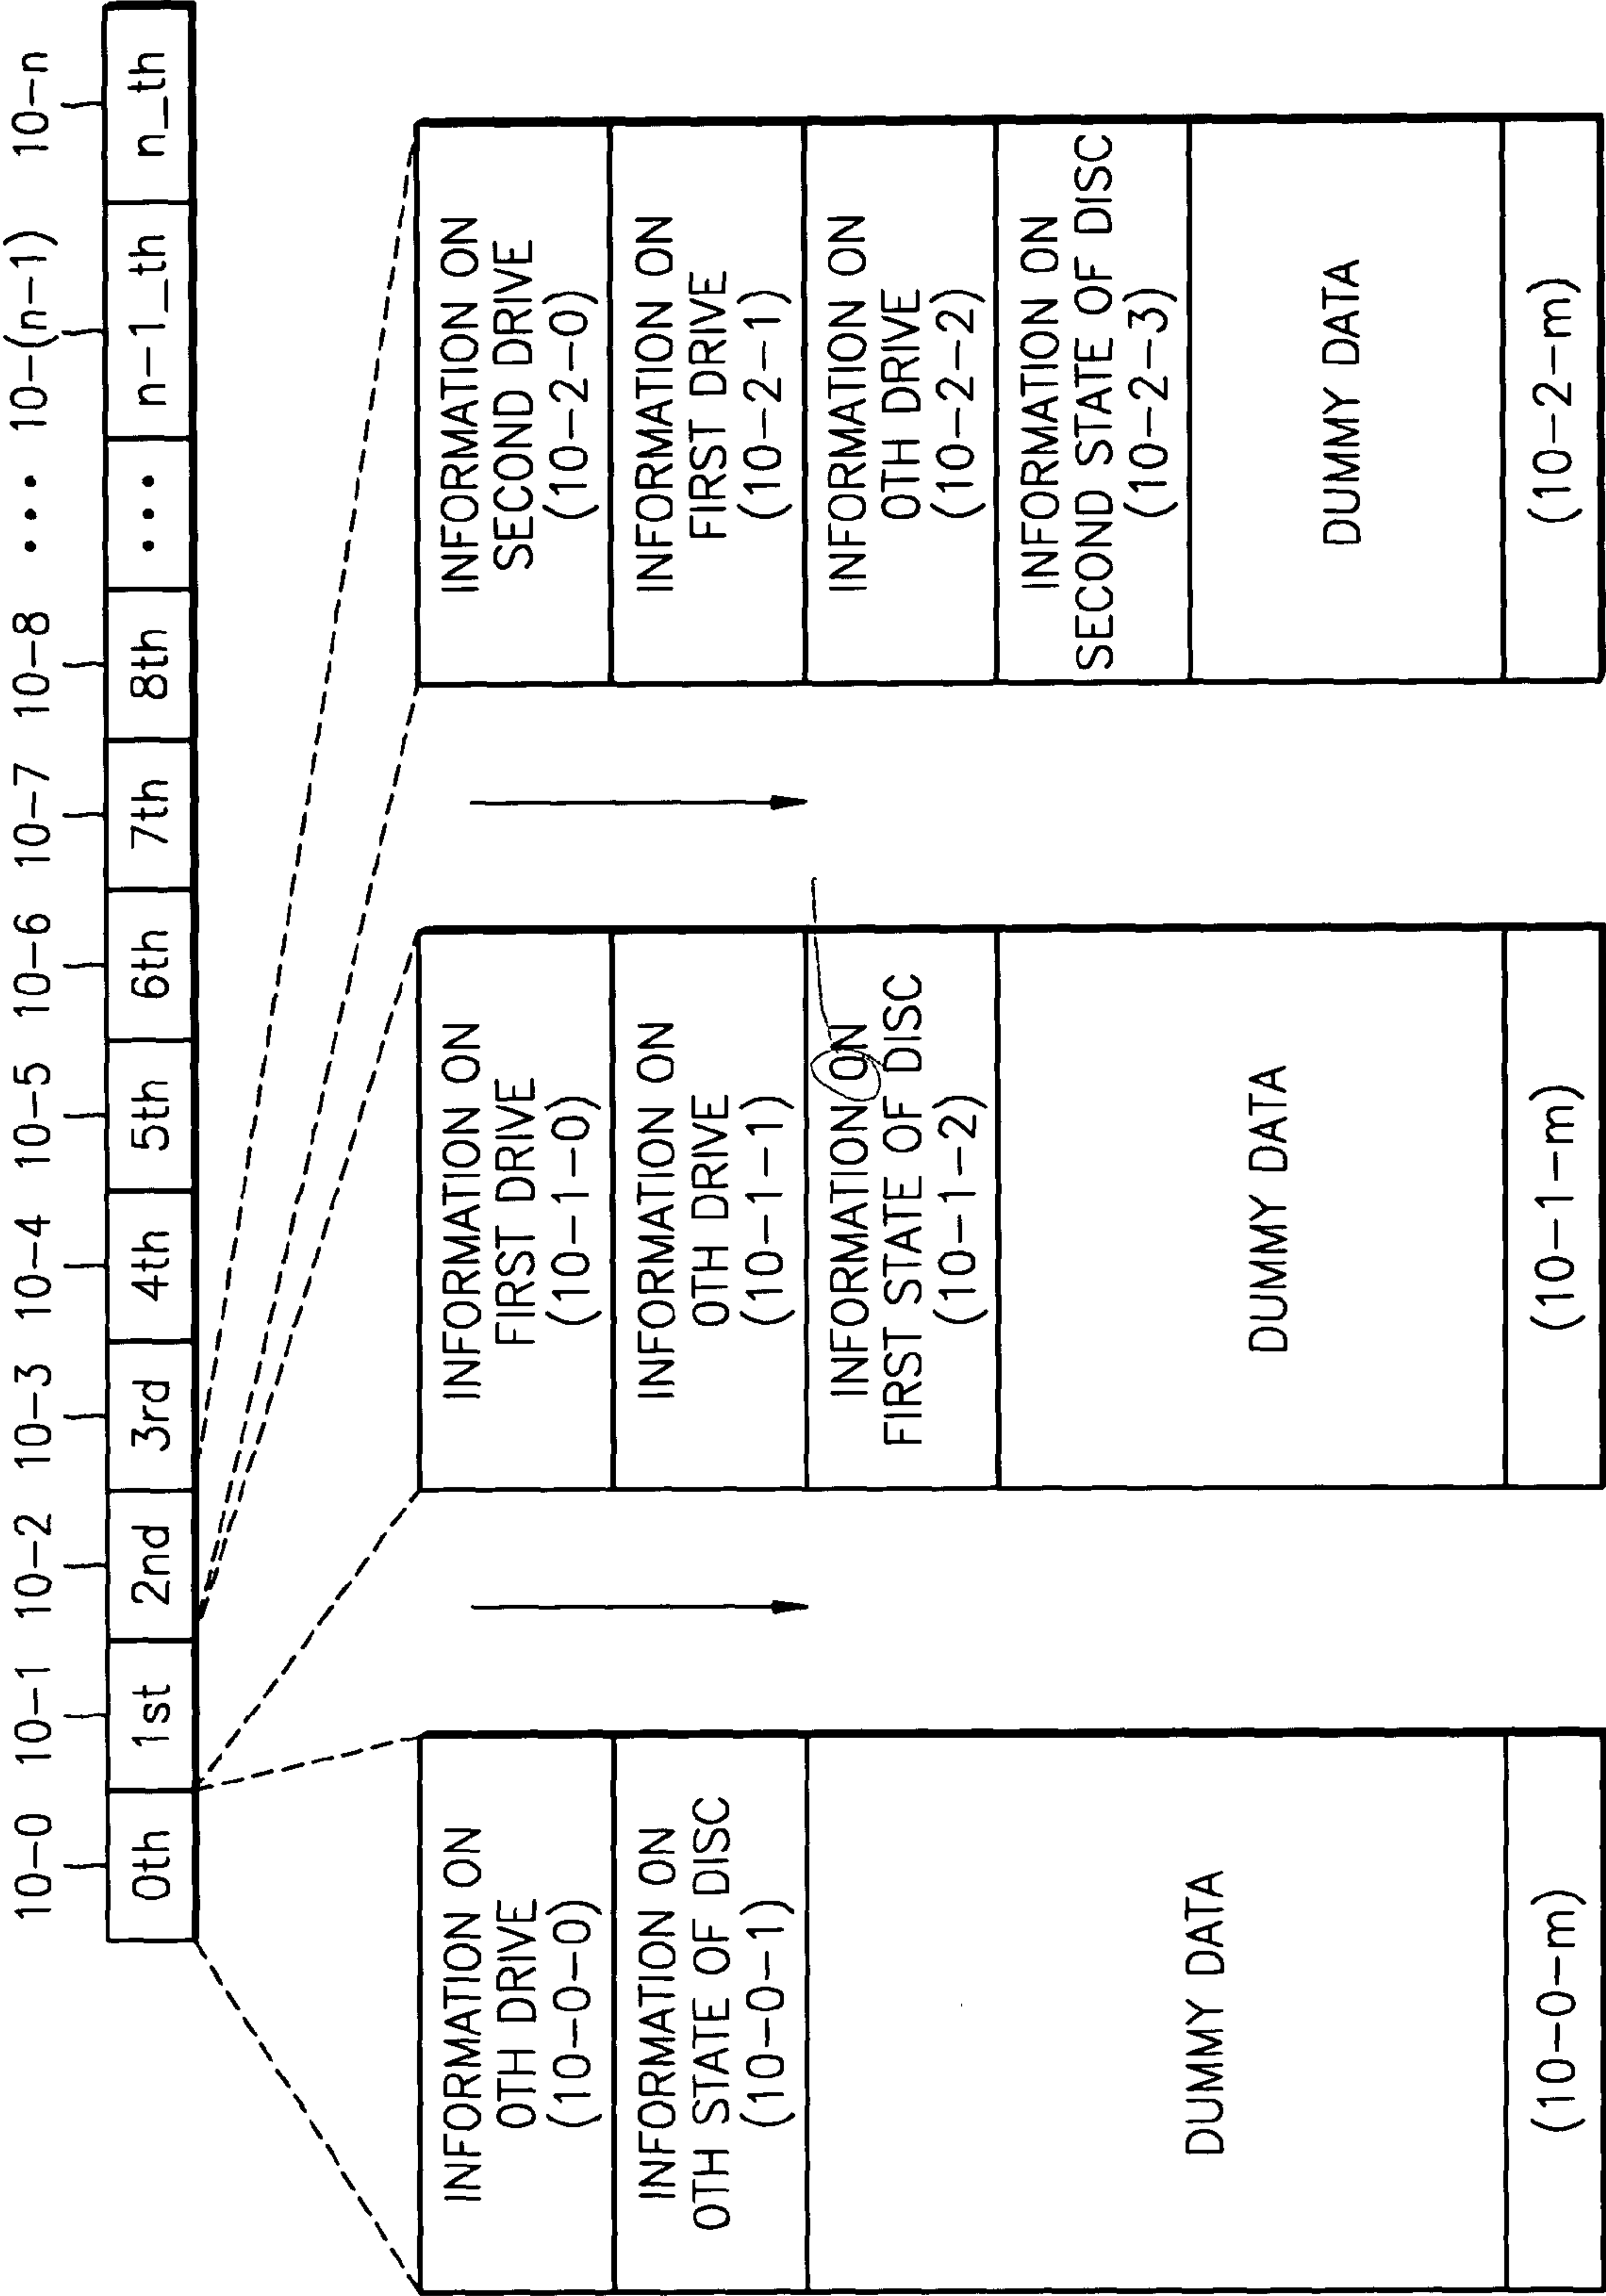 10-0 10-1 10-2 10-3 10-4 10-5 10-6 10-7 10-8 ••• 10-(n-1) 10-n
0th 1st 2nd 3rd 4th 5th 6th 7th 8th ••• n-1_th n_th
INFORMATION ON
0TH DRIVE
(10-0-0)
INFORMATION ON
0TH STATE OF DISC
(10-0-1)
DUMMY DATA
(10-0-m)
INFORMATION ON
FIRST DRIVE
(10-1-0)
INFORMATION ON
0TH DRIVE
(10-1-1)
INFORMATION ON
FIRST STATE OF DISC
(10-1-2)
DUMMY DATA
(10-1-m)
INFORMATION ON
SECOND DRIVE
(10-2-0)
INFORMATION ON
FIRST DRIVE
(10-2-1)
INFORMATION ON
0TH DRIVE
(10-2-2)
INFORMATION ON
SECOND STATE OF DISC
(10-2-3)
DUMMY DATA
(10-2-m)